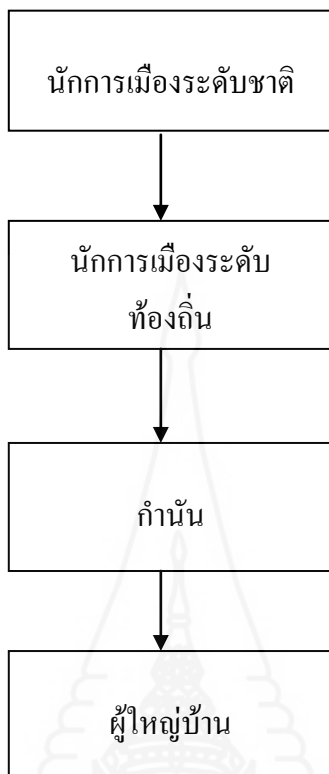 นักการเมืองระดับชาติ
นักการเมืองระดับ
ท้องถิ่น
กำนัน
ผู้ใหญ่บ้าน